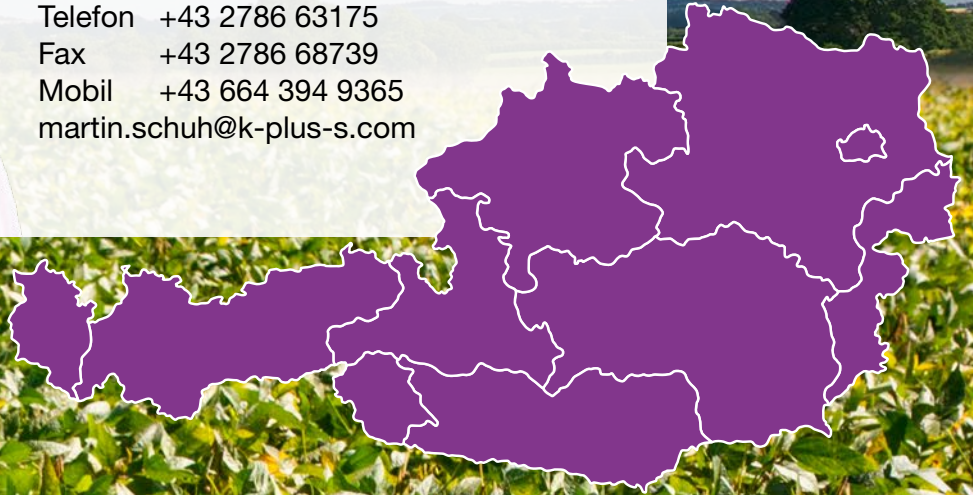 Telefon +43 2786 63175
Fax +43 2786 68739
Mobil +43 664 394 9365
martin.schuh@k-plus-s.com